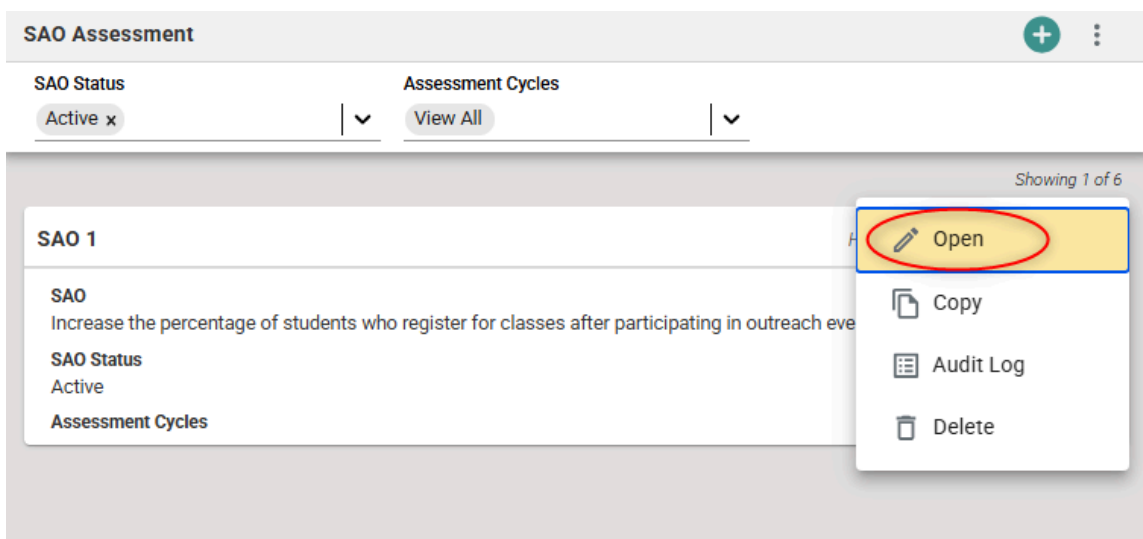 SAO Assessment
SAO Status
Assessment Cycles
Active x
View All
Showing 1 of 6
SAO 1
Open
SAO
Increase the percentage of students who register for classes after participating in outreach
Copy
SAO Status
Active
Audit Log
Assessment Cycles
Delete